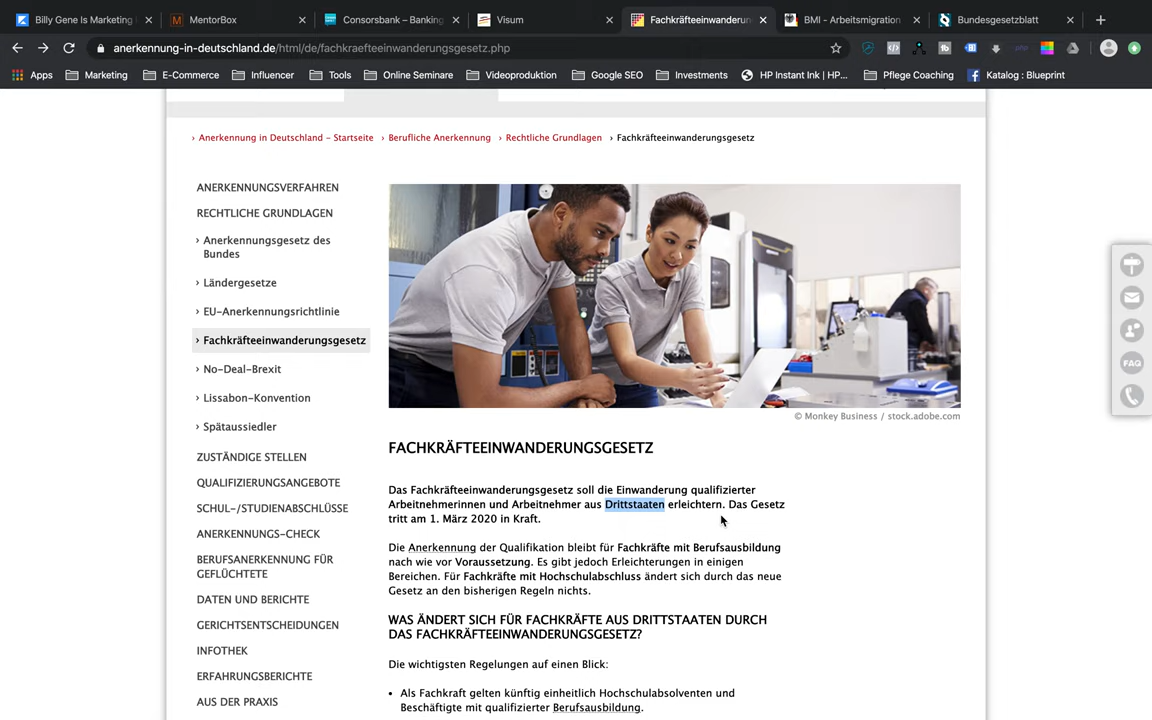 Billy Gene Is Marketing
MentorBox
Consorsbank – Banking
Visum
Fachkräfteeinwanderun
BMI - Arbeitsmigration
Bundesgesetzblatt
anerkennung-in-deutschland.de/html/de/fachkraefteeinwanderungsgesetz.php
Apps
Marketing
E-Commerce
Influencer
Tools
Online Seminare
Videoproduktion
Google SEO
Investments
HP Instant Ink | HP...
Pflege Coaching
Katalog : Blueprint
› Anerkennung in Deutschland - Startseite › Berufliche Anerkennung › Rechtliche Grundlagen › Fachkräfteeinwanderungsgesetz
ANERKENNUNGSVERFAHREN
RECHTLICHE GRUNDLAGEN
› Anerkennungsgesetz des
Bundes
› Ländergesetze
› EU-Anerkennungsrichtlinie
› Fachkräfteeinwanderungsgesetz
› No-Deal-Brexit
› Lissabon-Konvention
› Spätaussiedler
ZUSTÄNDIGE STELLEN
QUALIFIZIERUNGSANGEBOTE
SCHUL-/STUDIENABSCHLÜSSE
ANERKENNUNGS-CHECK
BERUFSANERKENNUNG FÜR
GEFLÜCHTETE
DATEN UND BERICHTE
GERICHTSENTSCHEIDUNGEN
INFOTHEK
ERFAHRUNGSBERICHTE
AUS DER PRAXIS
© Monkey Business / stock.adobe.com
FACHKRÄFTEEINWANDERUNGSGESETZ
Das Fachkräfteeinwanderungsgesetz soll die Einwanderung qualifizierter
Arbeitnehmerinnen und Arbeitnehmer aus Drittstaaten erleichtern. Das Gesetz
tritt am 1. März 2020 in Kraft.
Die Anerkennung der Qualifikation bleibt für Fachkräfte mit Berufsausbildung
nach wie vor Voraussetzung. Es gibt jedoch Erleichterungen in einigen
Bereichen. Für Fachkräfte mit Hochschulabschluss ändert sich durch das neue
Gesetz an den bisherigen Regeln nichts.
WAS ÄNDERT SICH FÜR FACHKRÄFTE AUS DRITTSTAATEN DURCH
DAS FACHKRÄFTEEINWANDERUNGSGESETZ?
Die wichtigsten Regelungen auf einen Blick:
• Als Fachkraft gelten künftig einheitlich Hochschulabsolventen und
Beschäftigte mit qualifizierter Berufsausbildung.
FAQ